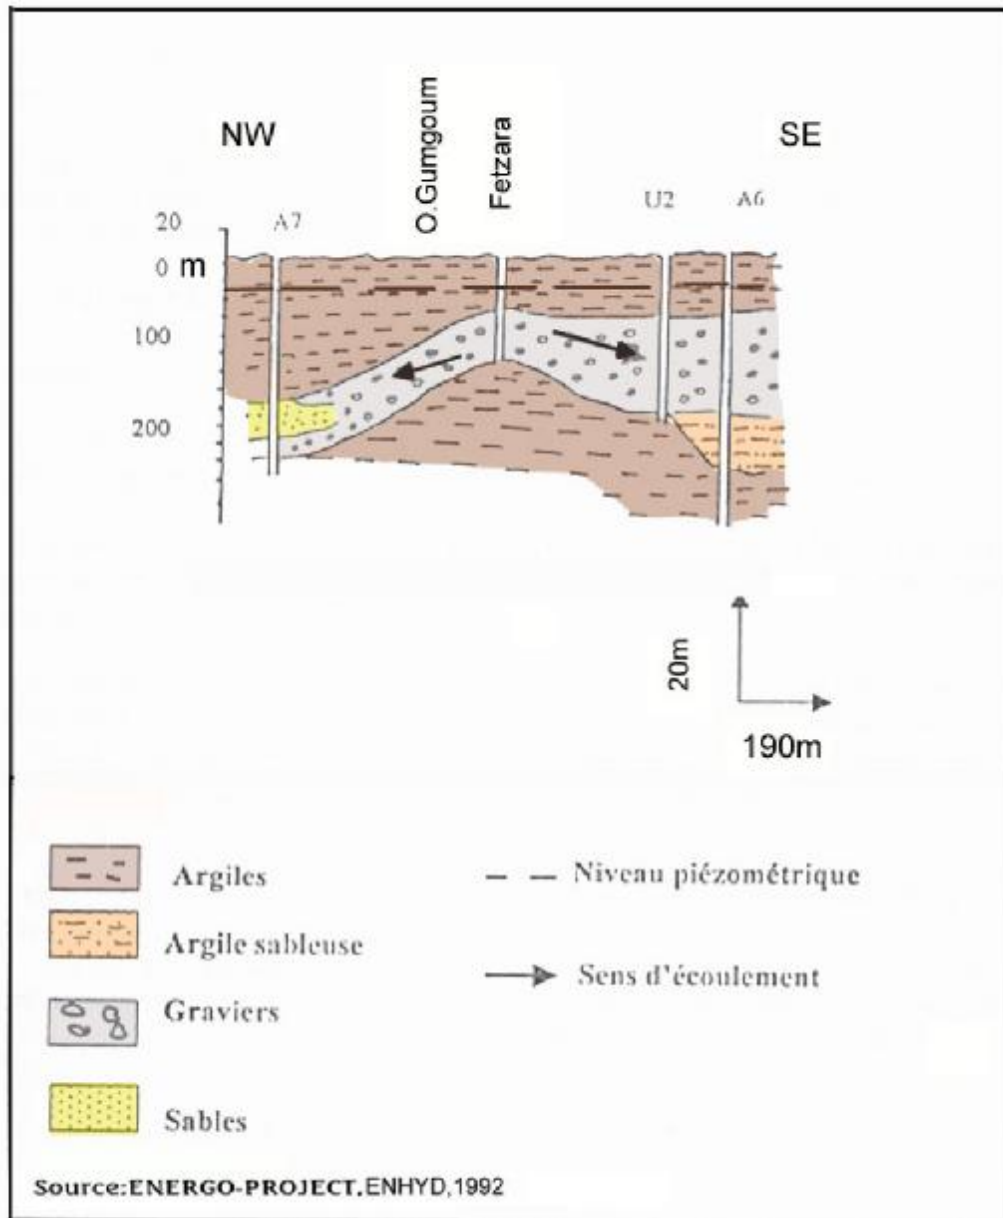 NW
O.Gumgoum
Fetzara
SE
U2
A6
20
A7
0 m
100
200
20m
190m
Argiles
Niveau piézométrique
Argile sableuse
Sens d'écoulement
Graviers
Sables
Source:ENERGO-PROJECT.ENHYD,1992